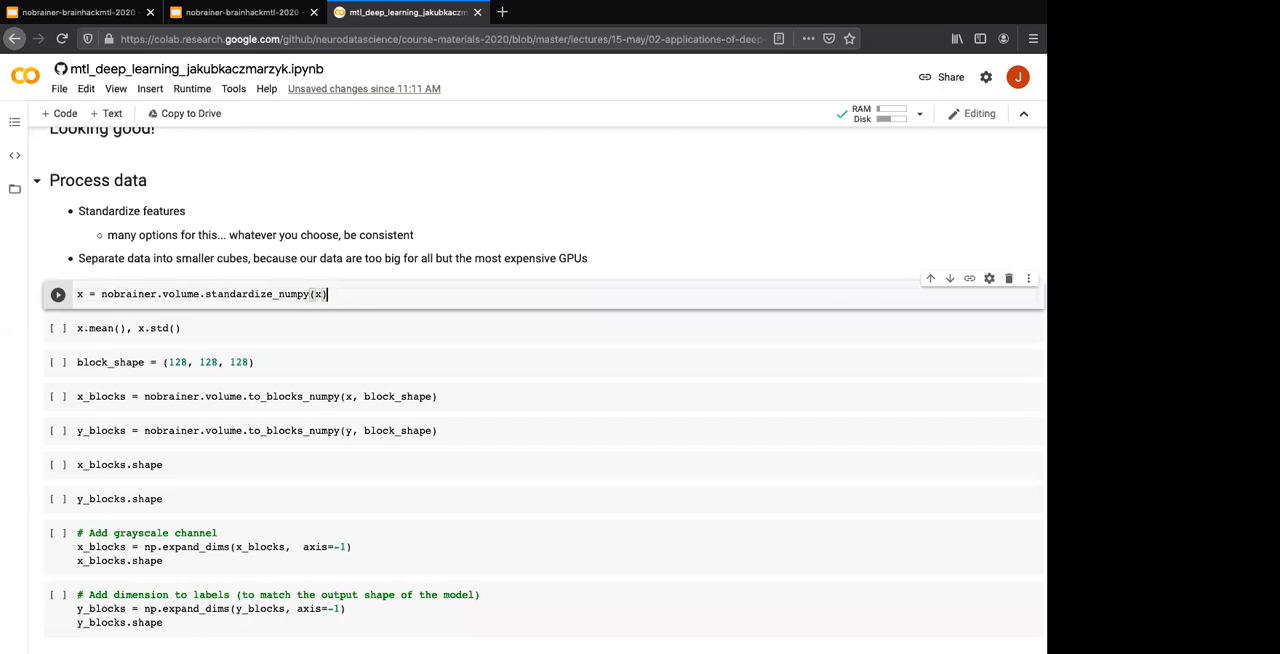 nobrainer-brainhackmtl-2020
nobrainer-brainhackmtl-2020
mtl_deep_learning_jakubkaczm
https://colab.research.google.com/github/neurodatascience/course-materials-2020/blob/master/lectures/15-may/02-applications-of-deep-
mtl_deep_learning_jakubkaczmarzyk.ipynb
Share
J
File Edit View Insert Runtime Tools Help Unsaved changes since 11:11 AM
+ Code + Text Copy to Drive
RAM
Disk
Editing
Looking good!
Process data
• Standardize features
○ many options for this... whatever you choose, be consistent
• Separate data into smaller cubes, because our data are too big for all but the most expensive GPUs
x = nobrainer.volume.standardize_numpy(x)
[ ] x.mean(), x.std()
[ ] block_shape = (128, 128, 128)
[ ] x_blocks = nobrainer.volume.to_blocks_numpy(x, block_shape)
[ ] y_blocks = nobrainer.volume.to_blocks_numpy(y, block_shape)
[ ] x_blocks.shape
[ ] y_blocks.shape
[ ] # Add grayscale channel
x_blocks = np.expand_dims(x_blocks,  axis=-1)
x_blocks.shape
[ ] # Add dimension to labels (to match the output shape of the model)
y_blocks = np.expand_dims(y_blocks, axis=-1)
y_blocks.shape